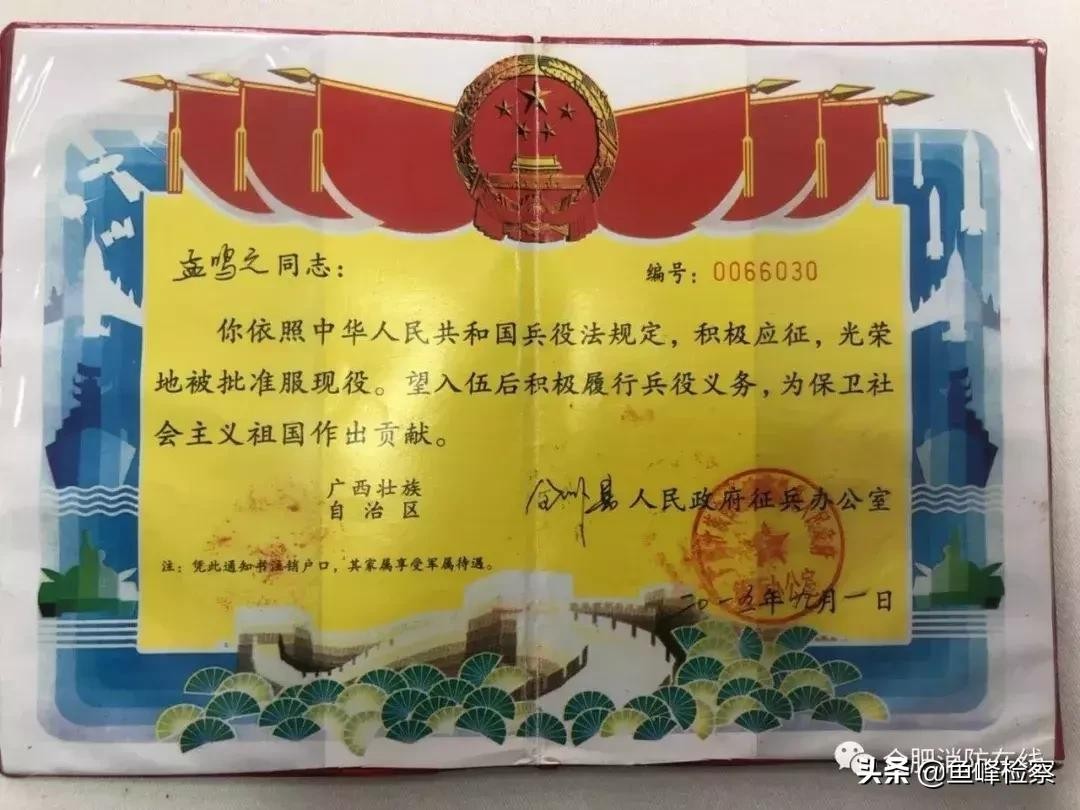 孟鸣之同志：
编号：0066030
你依照中华人民共和国兵役法规定，积极应征，光荣
地被批准服现役。望入伍后积极履行兵役义务，为保卫社
会主义祖国作出贡献。
广西壮族
自治区
全州县人民政府征兵办公室
二〇一五年九月一日
注：凭此通知书注销户口，其家属享受军属待遇。
合肥消防在线
头条@鱼峰检察